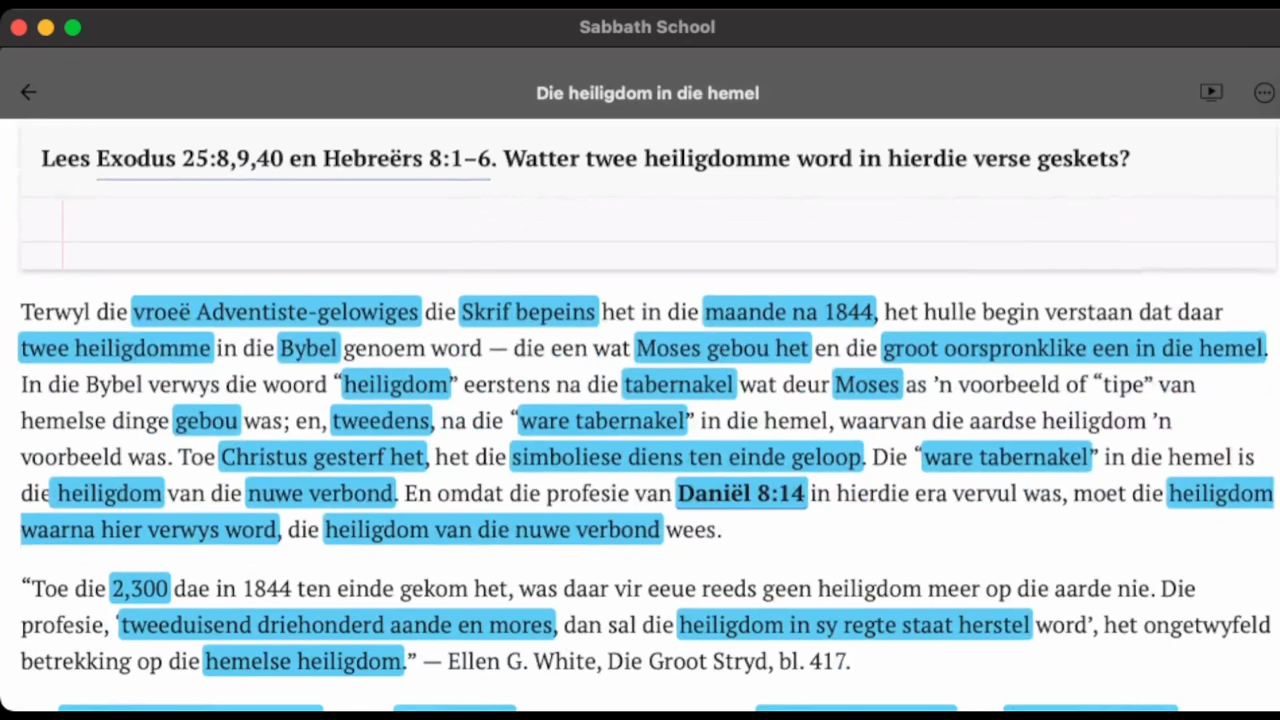 Sabbath School
Die heiligdom in die hemel
Lees Exodus 25:8,9,40 en Hebreërs 8:1–6. Watter twee heiligdomme word in hierdie verse geskets?
Terwyl die vroeë Adventiste-gelowiges die Skrif bepeins het in die maande na 1844, het hulle begin verstaan dat daar
twee heiligdomme in die Bybel genoem word — die een wat Moses gebou het en die groot oorspronklike een in die hemel.
In die Bybel verwys die woord “heiligdom” eerstens na die tabernakel wat deur Moses as ’n voorbeeld of “tipe” van
hemelse dinge gebou was; en, tweedens, na die “ware tabernakel” in die hemel, waarvan die aardse heiligdom ’n
voorbeeld was. Toe Christus gesterf het, het die simboliese diens ten einde geloop. Die “ware tabernakel” in die hemel is
die heiligdom van die nuwe verbond. En omdat die profesie van Daniël 8:14 in hierdie era vervul was, moet die heiligdom
waarna hier verwys word, die heiligdom van die nuwe verbond wees.
“Toe die 2,300 dae in 1844 ten einde gekom het, was daar vir eeue reeds geen heiligdom meer op die aarde nie. Die
profesie, ‘tweeduisend driehonderd aande en mores, dan sal die heiligdom in sy regte staat herstel word’, het ongetwyfeld
betrekking op die hemelse heiligdom.” — Ellen G. White, Die Groot Stryd, bl. 417.